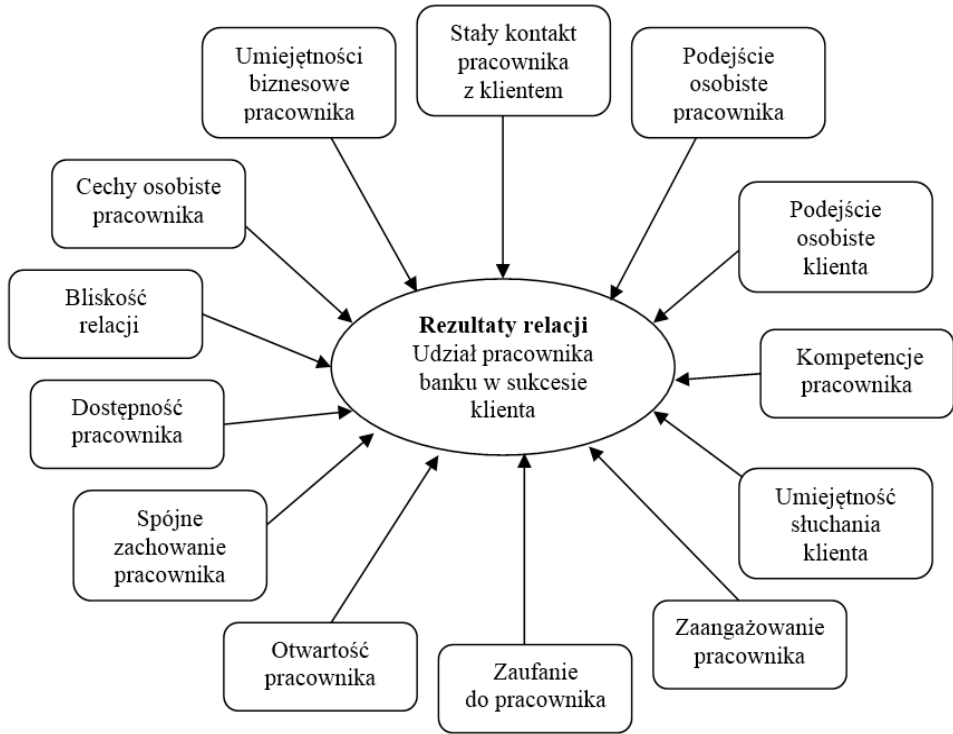 Umiejętności
biznesowe
pracownika
Stały kontakt
pracownika
z klientem
Podejście
osobiste
pracownika
Cechy osobiste
pracownika
Podejście
osobiste
klienta
Bliskość
relacji
Rezultaty relacji
Udział pracownika
banku w sukcesie
klienta
Kompetencje
pracownika
Dostępność
pracownika
Umiejętność
słuchania
klienta
Spójne
zachowanie
pracownika
Otwartość
pracownika
Zaufanie
do pracownika
Zaangażowanie
pracownika